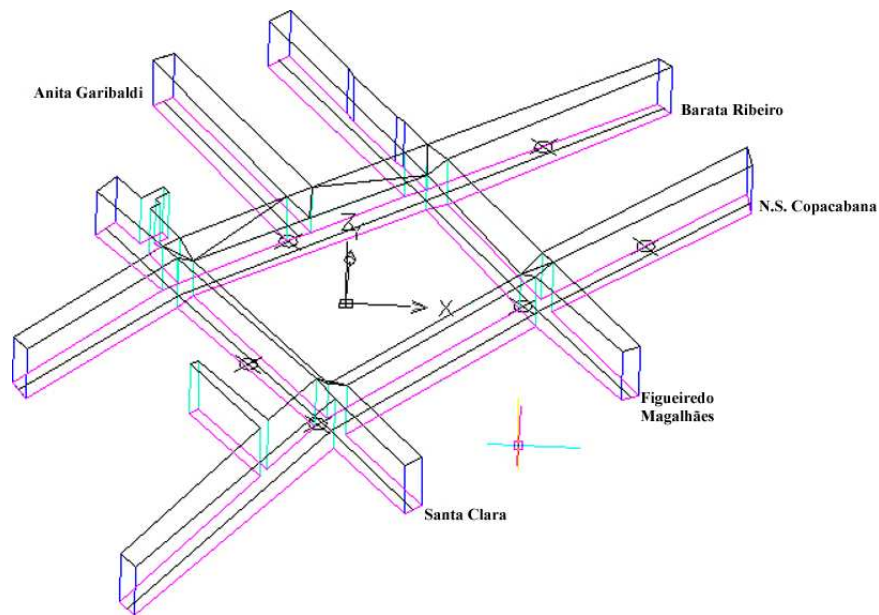 Anita Garibaldi
Barata Ribeiro
N.S. Copacabana
Z
Y
X
Figueiredo
Magalhães
Santa Clara